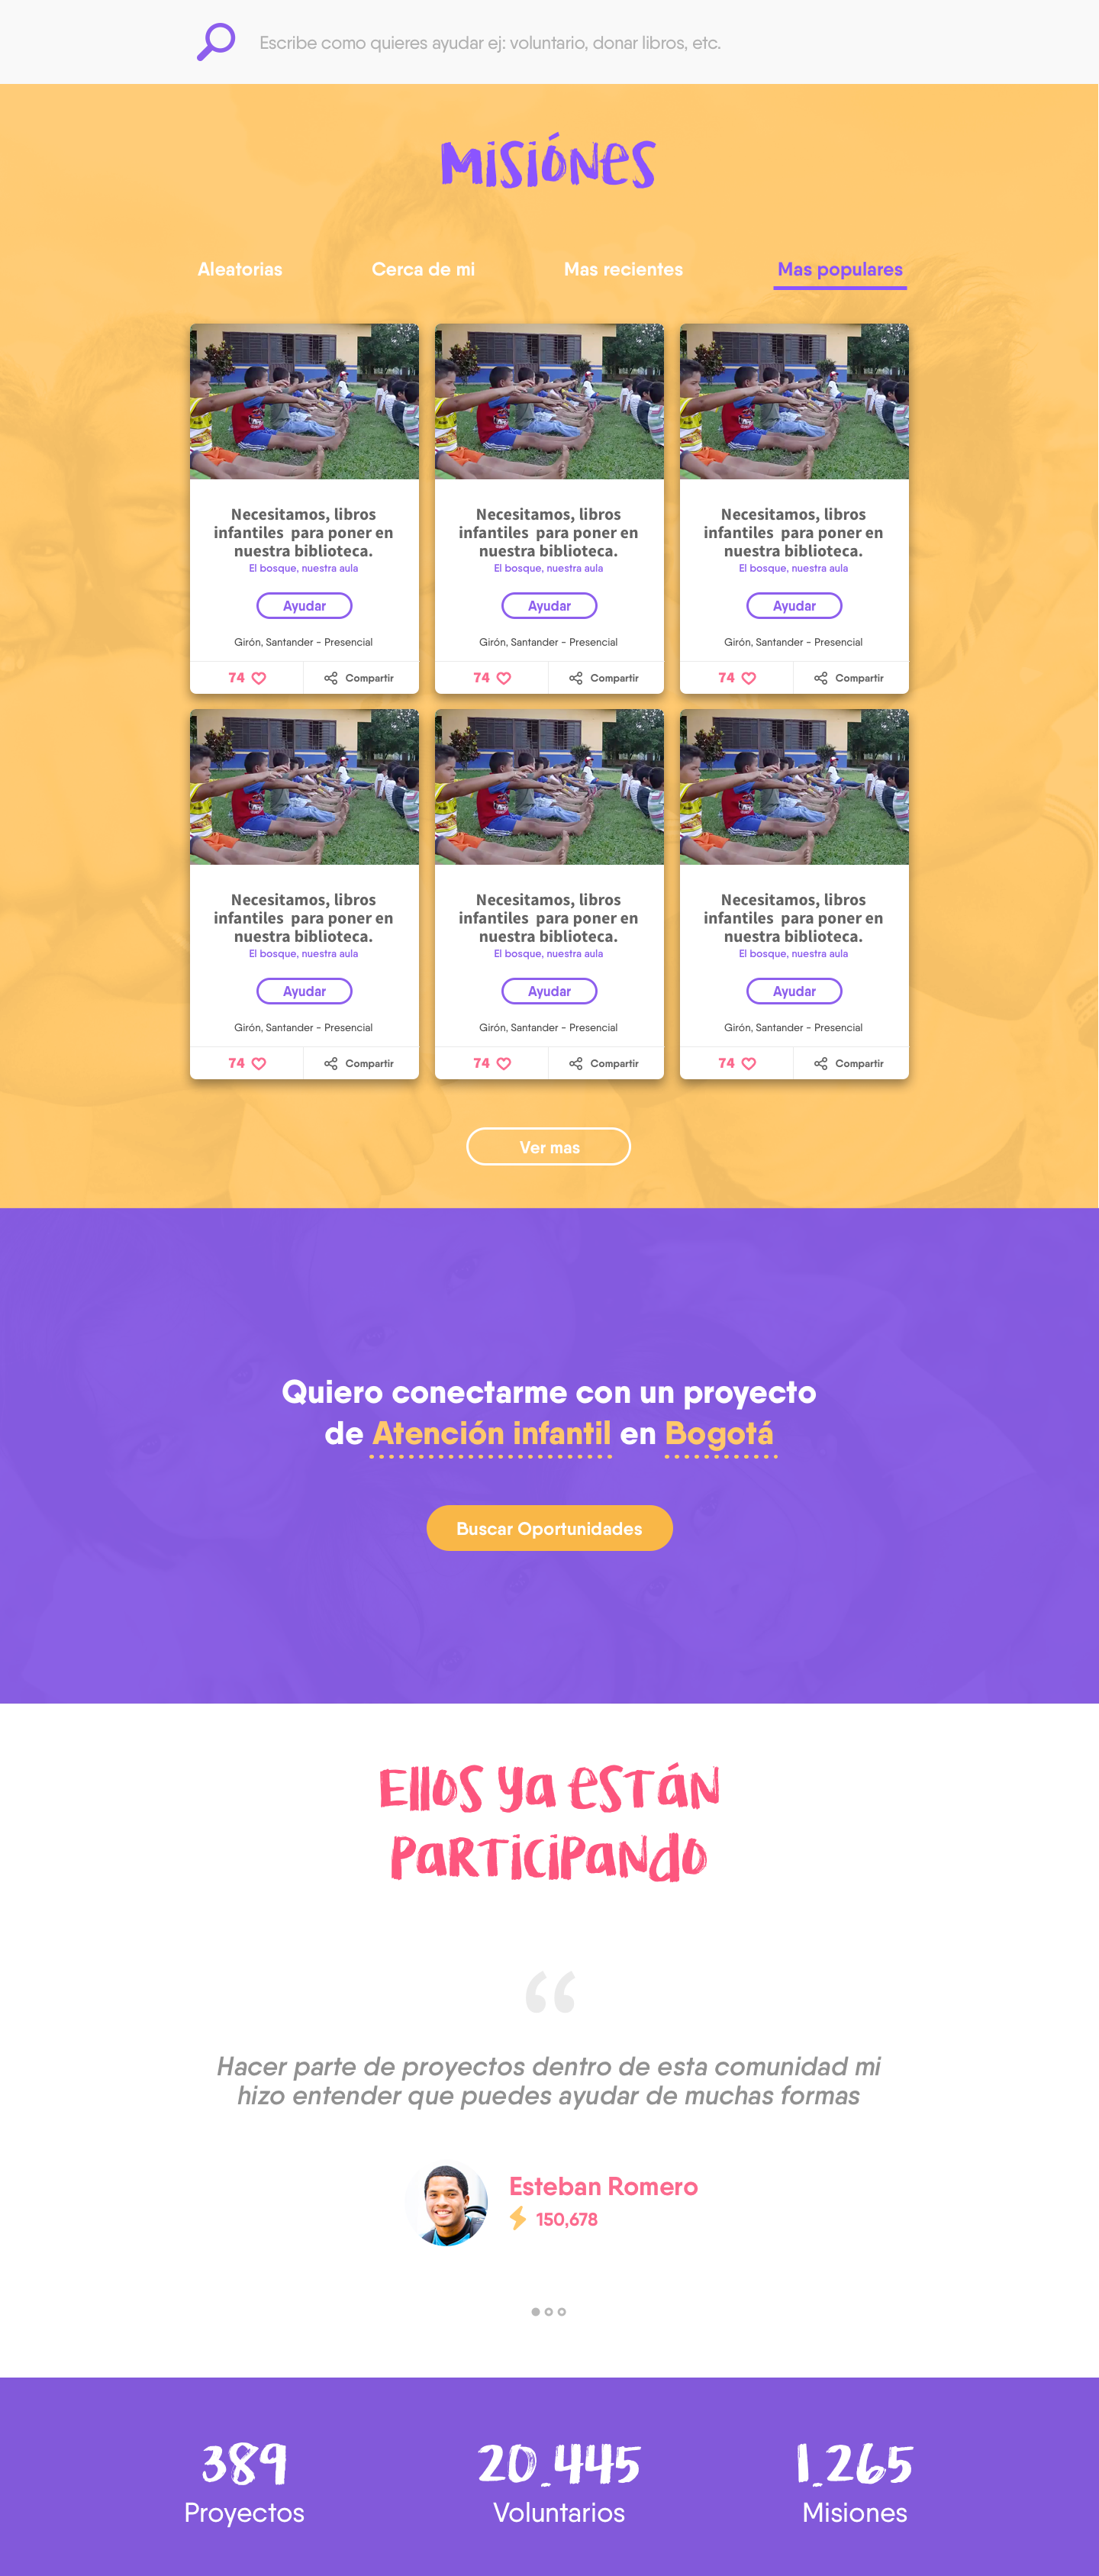 Escribe como quieres ayudar ej: voluntario, donar libros, etc.
Misiónes
Aleatorias
Cerca de mi
Mas recientes
Mas populares
Necesitamos, libros
infantiles para poner en
nuestra biblioteca.
El bosque, nuestra aula
Ayudar
Girón, Santander - Presencial
74
Compartir
Necesitamos, libros
infantiles para poner en
nuestra biblioteca.
El bosque, nuestra aula
Ayudar
Girón, Santander - Presencial
74
Compartir
Necesitamos, libros
infantiles para poner en
nuestra biblioteca.
El bosque, nuestra aula
Ayudar
Girón, Santander - Presencial
74
Compartir
Necesitamos, libros
infantiles para poner en
nuestra biblioteca.
El bosque, nuestra aula
Ayudar
Girón, Santander - Presencial
74
Compartir
Necesitamos, libros
infantiles para poner en
nuestra biblioteca.
El bosque, nuestra aula
Ayudar
Girón, Santander - Presencial
74
Compartir
Necesitamos, libros
infantiles para poner en
nuestra biblioteca.
El bosque, nuestra aula
Ayudar
Girón, Santander - Presencial
74
Compartir
Ver mas
Quiero conectarme con un proyecto
de Atención infantil en Bogotá
Buscar Oportunidades
Ellos ya están
participando
“
Hacer parte de proyectos dentro de esta comunidad mi
hizo entender que puedes ayudar de muchas formas
Esteban Romero
150,678
389
Proyectos
20.445
Voluntarios
1.265
Misiones